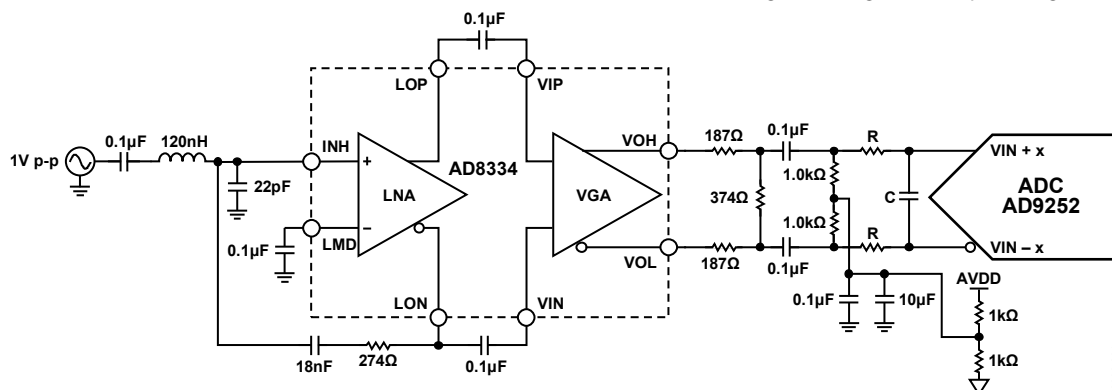 0.1µF
LOP
VIP
0.1µF
120nH
1V p-p
INH
22pF
0.1µF
LMD
+
–
LNA
AD8334
VGA
VOH
VOL
LON
VIN
18nF
274Ω
0.1µF
187Ω
187Ω
374Ω
0.1µF
0.1µF
1.0kΩ
1.0kΩ
R
R
C
VIN + x
ADC
AD9252
VIN – x
0.1µF
10µF
AVDD
1kΩ
1kΩ